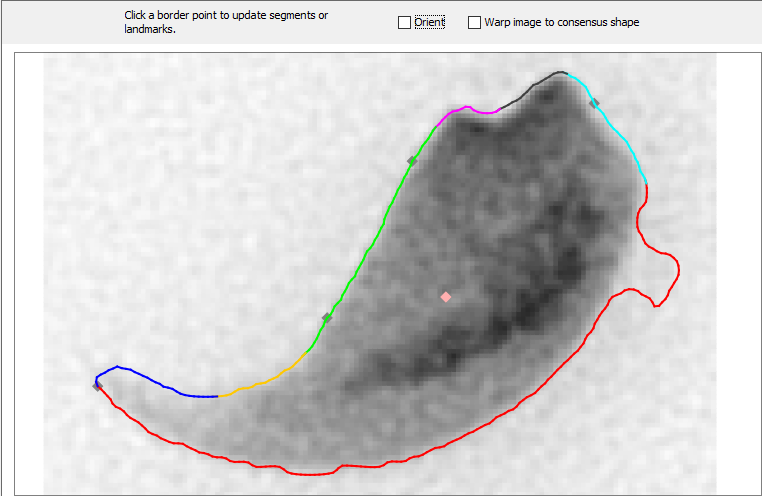 Click a border point to update segments or
landmarks.
Orient
Warp image to consensus shape